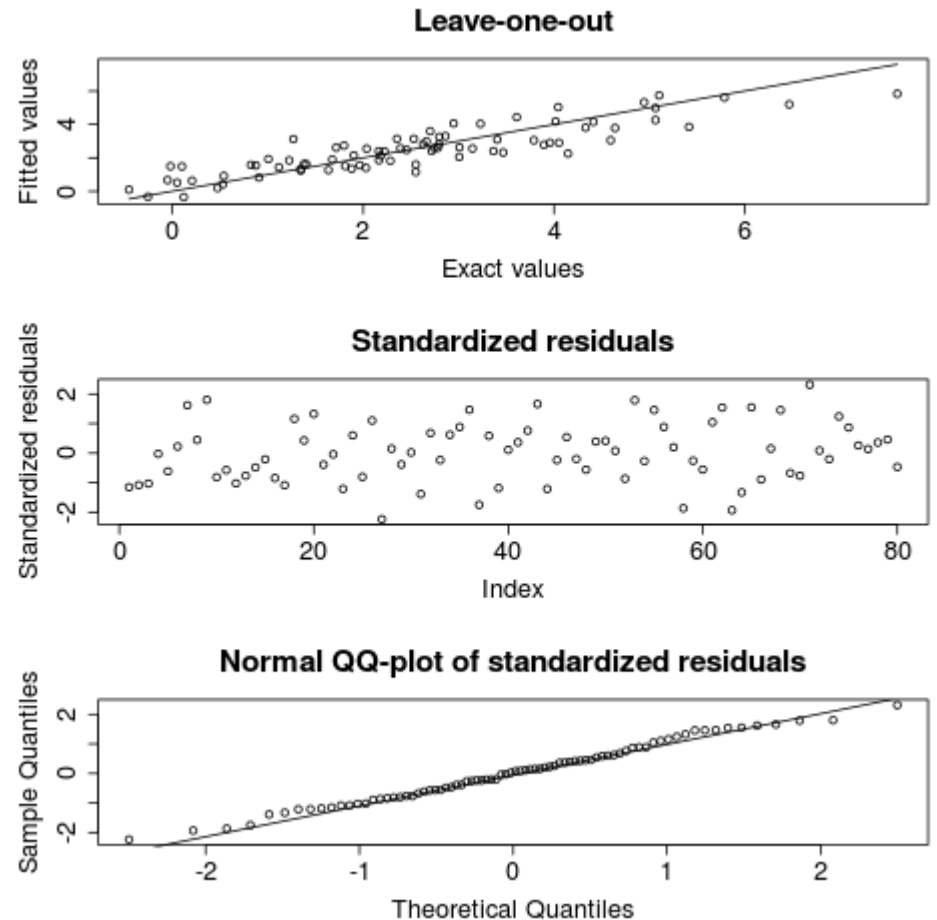 Leave-one-out
Fitted values
4
0
0 2 4 6
Exact values
Standardized residuals
Standardized residuals
2
0
-2
0 20 40 60 80
Index
Normal QQ-plot of standardized residuals
Sample Quantiles
2
0
-2
-2 -1 0 1 2
Theoretical Quantiles